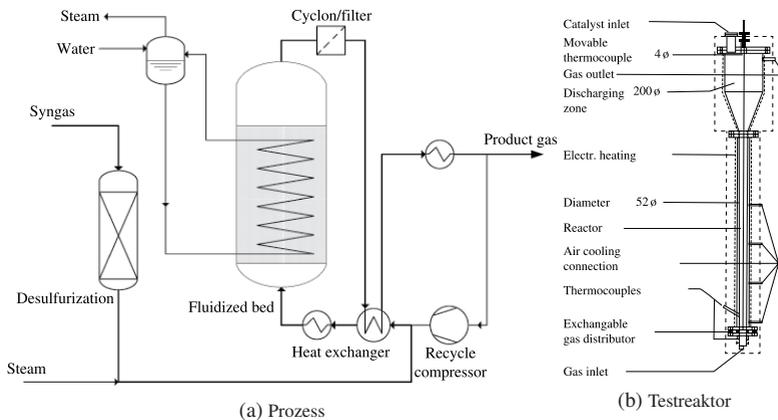 Steam
Water
Cyclon/filter
Syngas
Product gas
Desulfurization
Fluidized bed
Heat exchanger
Recycle
compressor
Steam
(a) Prozess
Catalyst inlet
Movable
thermocouple 4 ø
Gas outlet
Discharging 200 ø
zone
Electr. heating
Diameter 52 ø
Reactor
Air cooling
connection
Thermocouples
Exchangable
gas distributor
Gas inlet
(b) Testreaktor